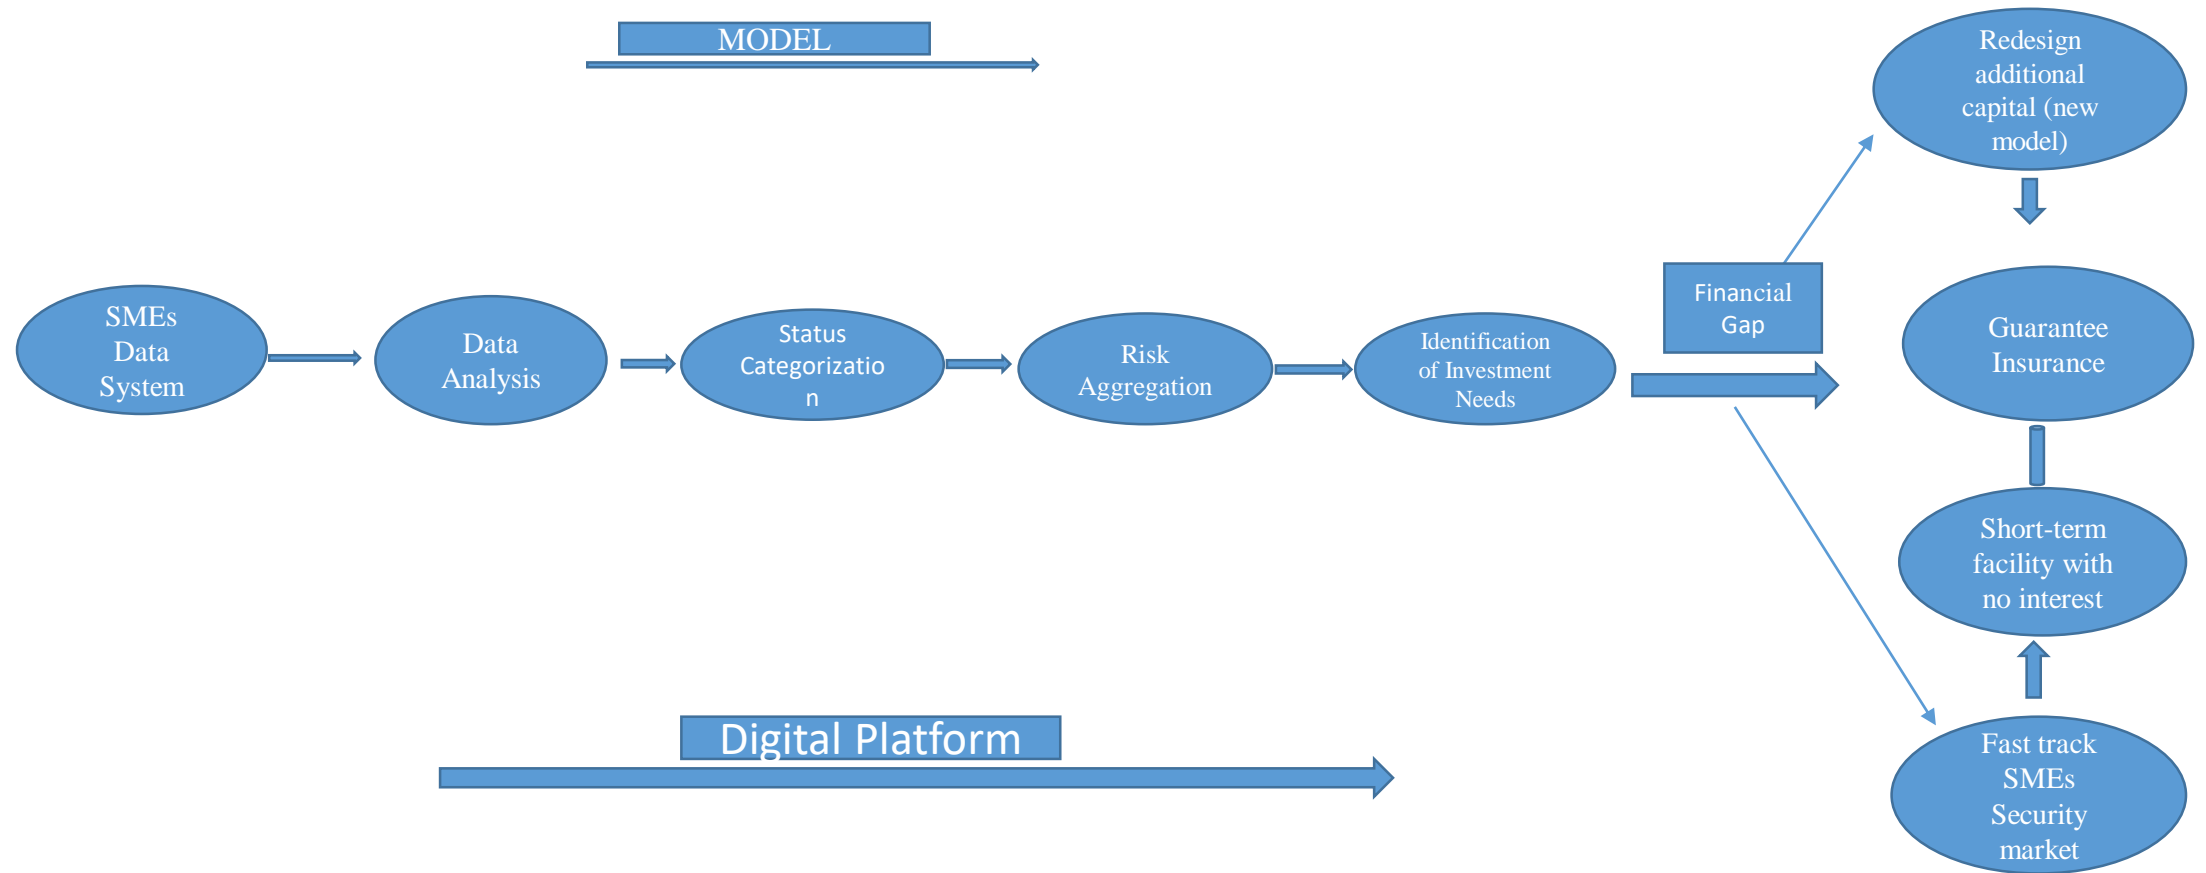 MODEL
Redesign
additional
capital (new
model)
SMEs
Data
System
Data
Analysis
Status
Categorizatio
n
Risk
Aggregation
Identification
of Investment
Needs
Financial
Gap
Guarantee
Insurance
Short-term
facility with
no interest
Digital Platform
Fast track
SMEs
Security
market